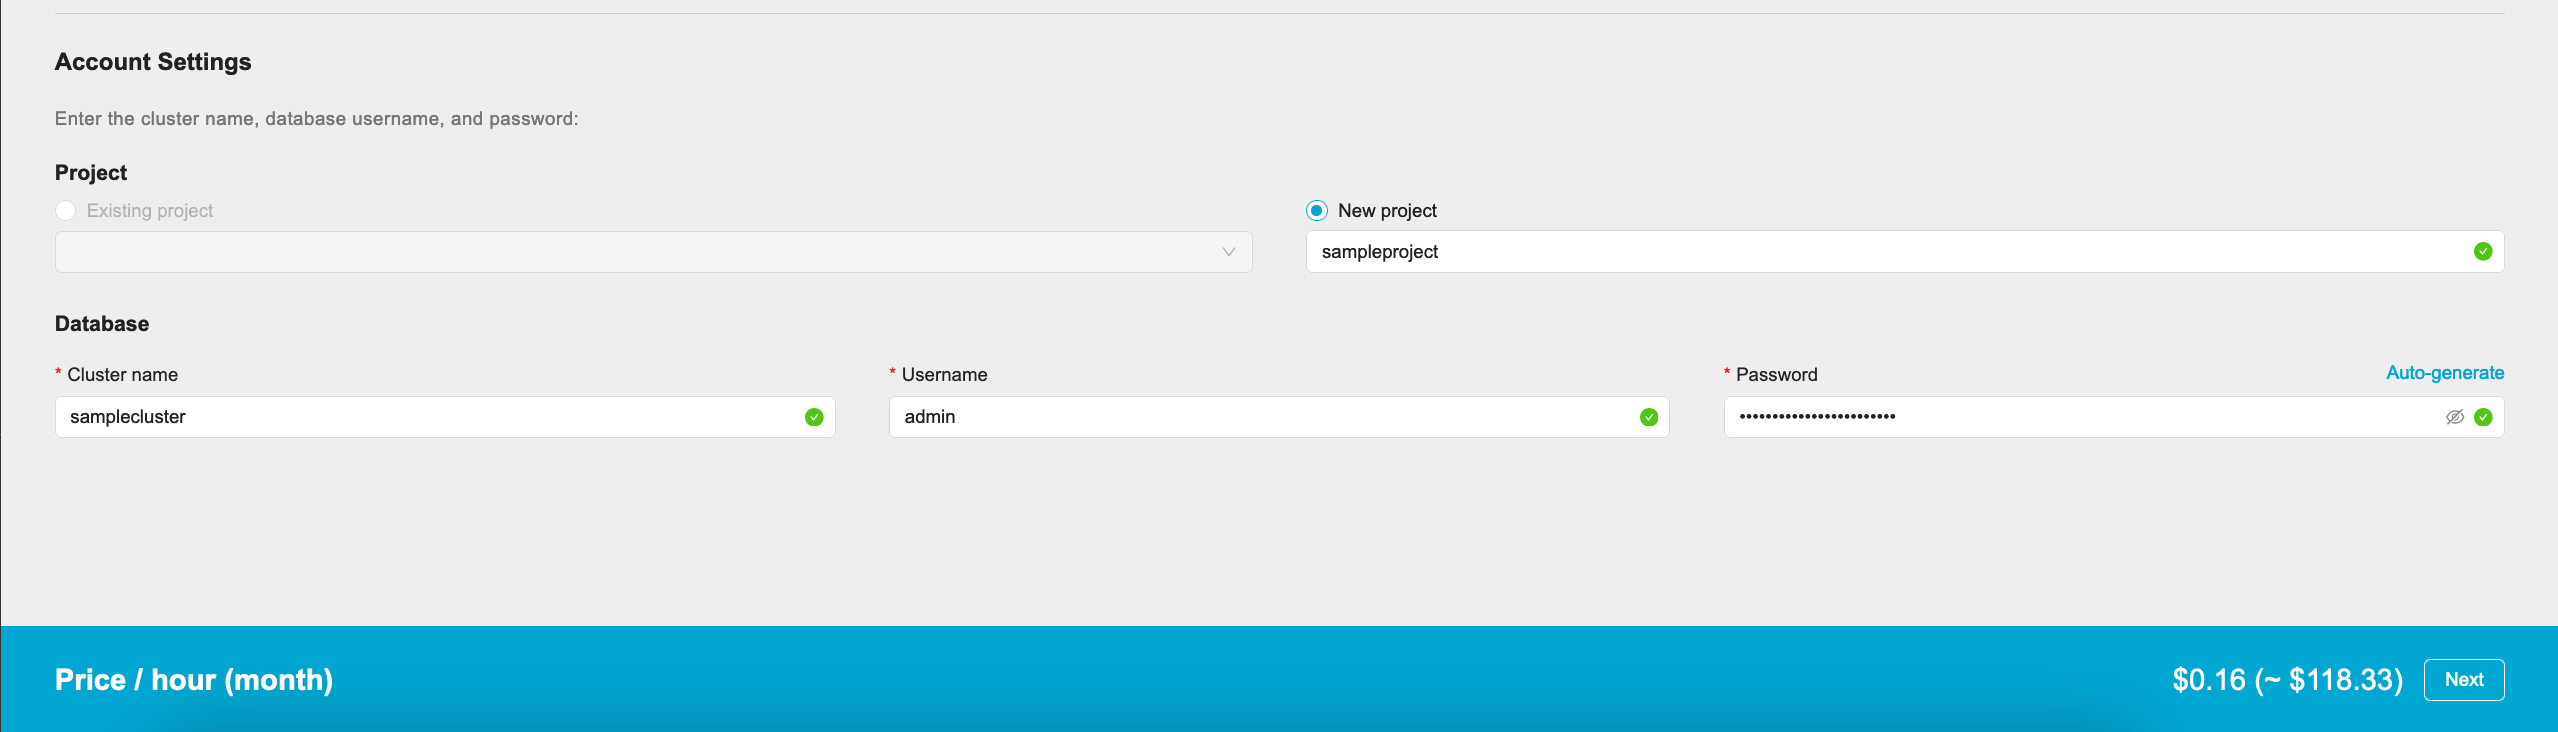 Account Settings
Enter the cluster name, database username, and password:
Project
Existing project
New project
sampleproject
Database
* Cluster name
* Username
* Password
Auto-generate
samplecluster
admin
••••••••••••••••••••••••
Price / hour (month)
$0.16 (~ $118.33)
Next